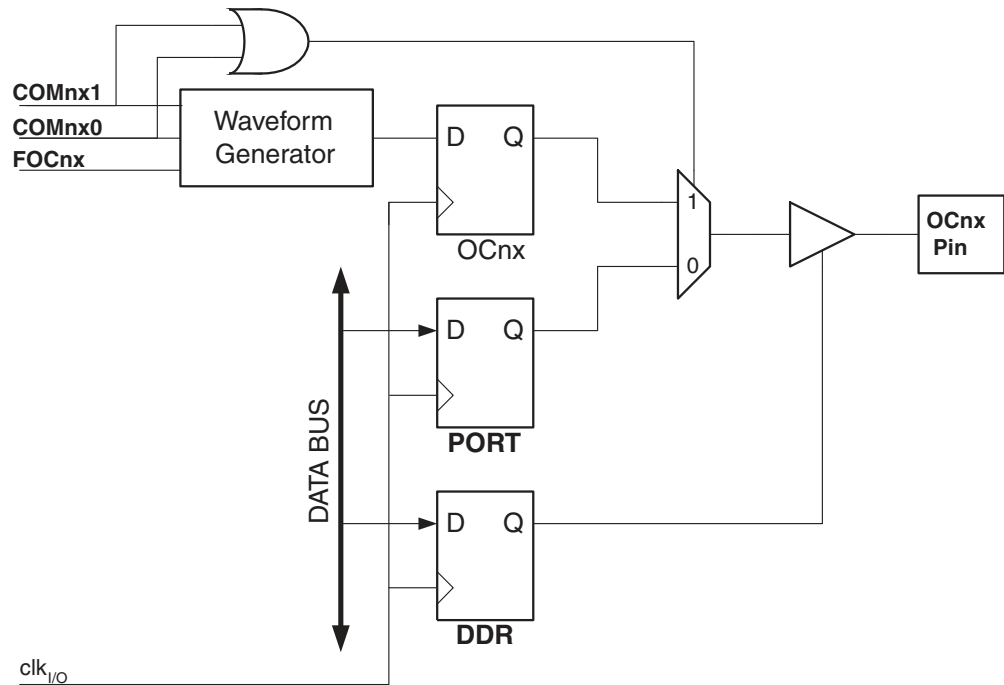 COMnx1
COMnx0
FOCnx
Waveform
Generator
D Q
OCnx
1
0
OCnx
Pin
D Q
PORT
DATA BUS
D Q
DDR
clkI/O